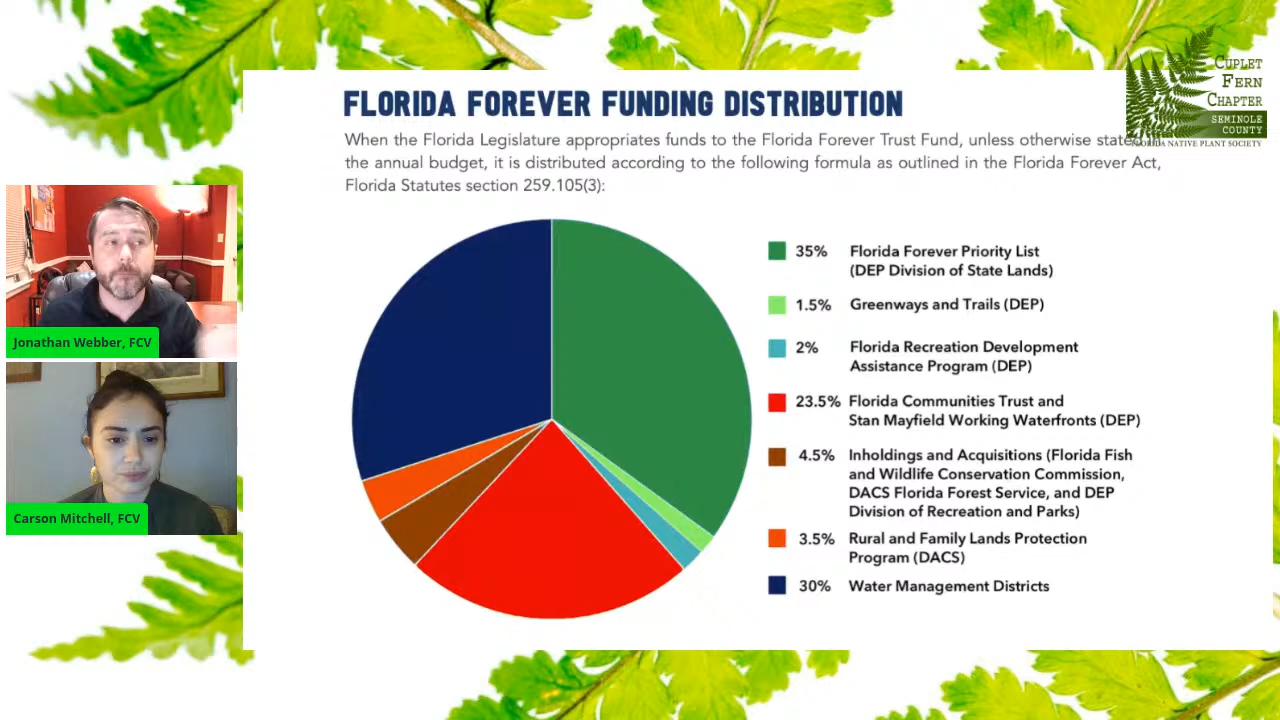 FLORIDA FOREVER FUNDING DISTRIBUTION
When the Florida Legislature appropriates funds to the Florida Forever Trust Fund, unless otherwise stated
the annual budget, it is distributed according to the following formula as outlined in the Florida Forever Act,
Florida Statutes section 259.105(3):
CUPLET
FERN
CHAPTER
SEMINOLE
COUNTY
FLORIDA NATIVE PLANT SOCIETY
Jonathan Webber, FCV
Carson Mitchell, FCV
35% Florida Forever Priority List
(DEP Division of State Lands)
1.5% Greenways and Trails (DEP)
2% Florida Recreation Development
Assistance Program (DEP)
23.5% Florida Communities Trust and
Stan Mayfield Working Waterfronts (DEP)
4.5% Inholdings and Acquisitions (Florida Fish
and Wildlife Conservation Commission,
DACS Florida Forest Service, and DEP
Division of Recreation and Parks)
3.5% Rural and Family Lands Protection
Program (DACS)
30% Water Management Districts